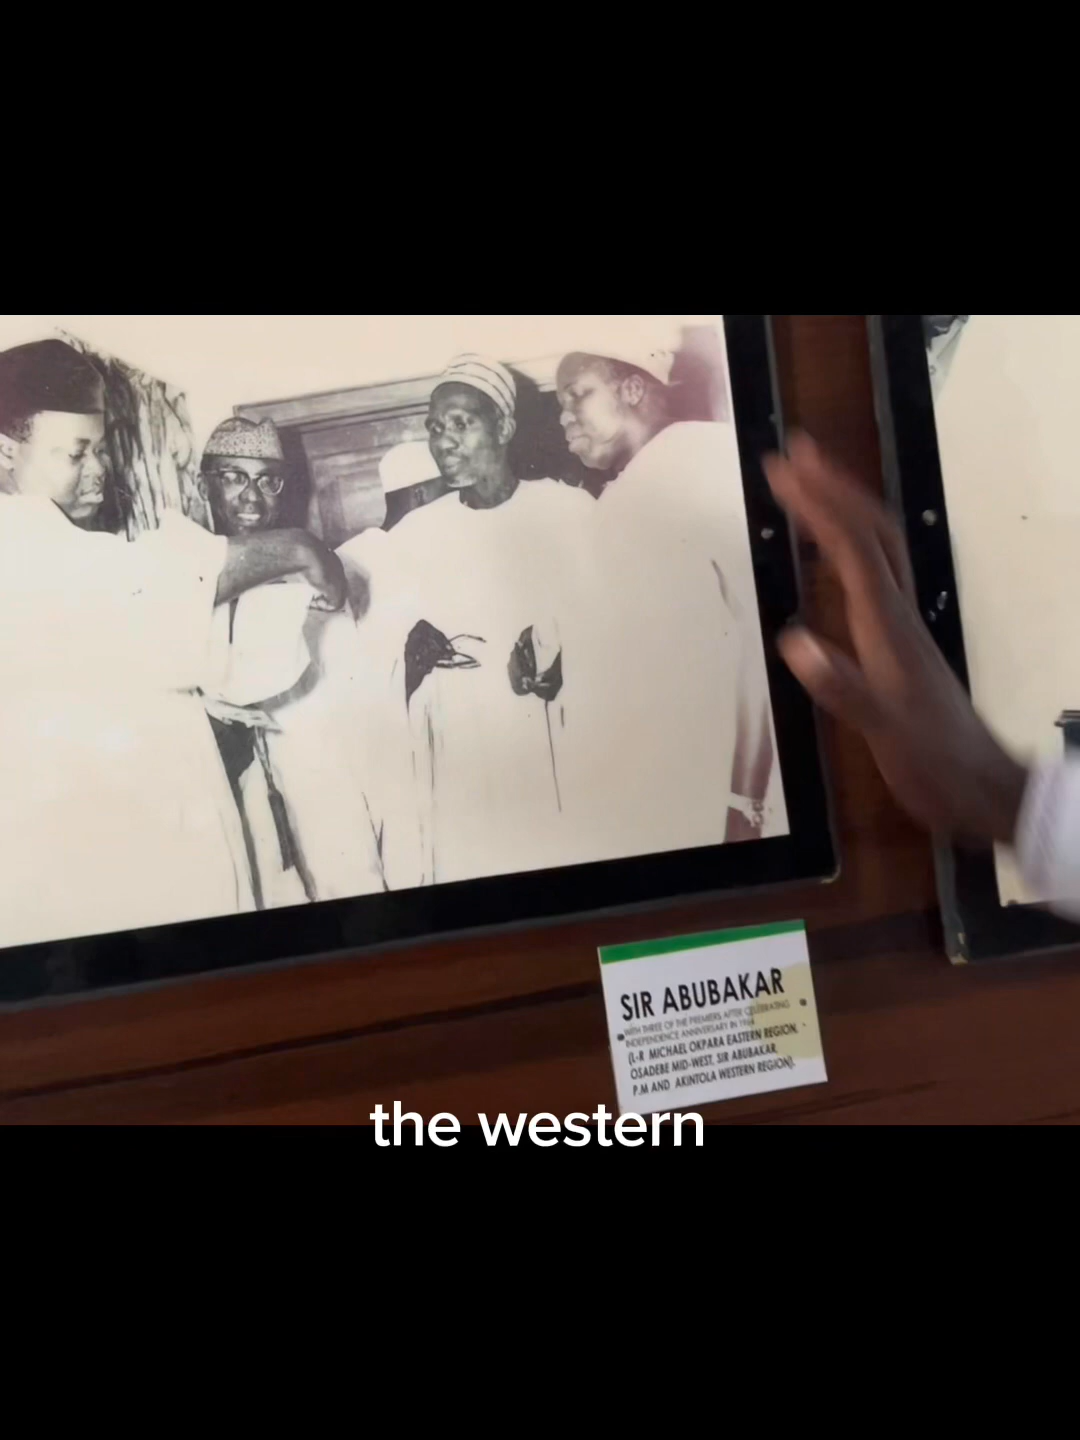 SIR ABUBAKAR
WITH THREE OF THE PREMIERS AFTER CELEBRATING
INDEPENDENCE ANNIVERSARY IN 1964
(L-R MICHAEL OKPARA EASTERN REGION,
OSADEBE MID-WEST, SIR ABUBAKAR,
P.M AND AKINTOLA WESTERN REGION).
the western